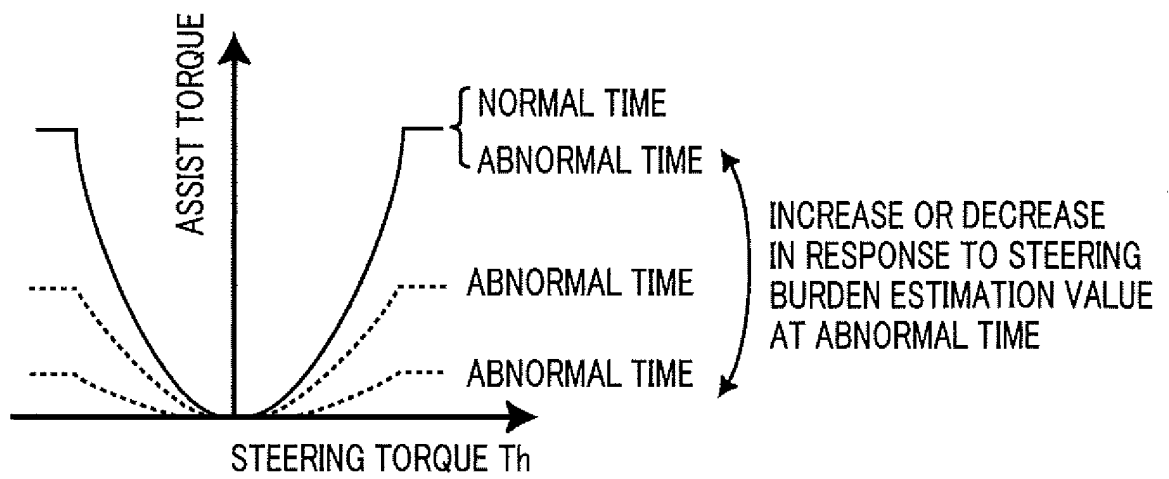 ASSIST TORQUE
NORMAL TIME
ABNORMAL TIME
ABNORMAL TIME
ABNORMAL TIME
INCREASE OR DECREASE
IN RESPONSE TO STEERING
BURDEN ESTIMATION VALUE
AT ABNORMAL TIME
STEERING TORQUE Th